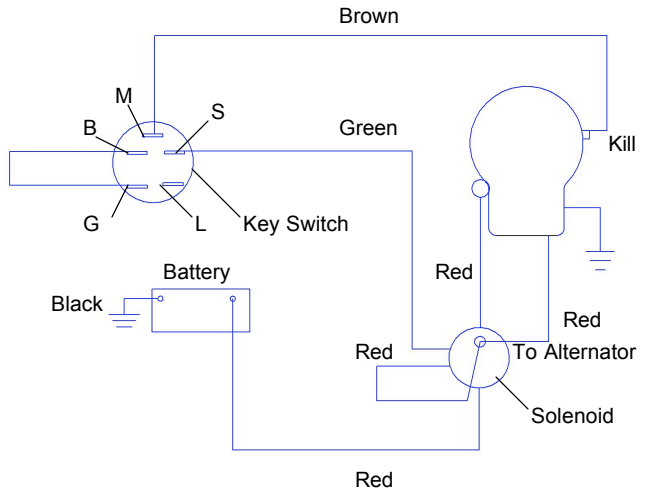 Brown
M
S
B
Green
Kill
G
L
Key Switch
Battery
Red
Black
Red
Red
To Alternator
Solenoid
Red